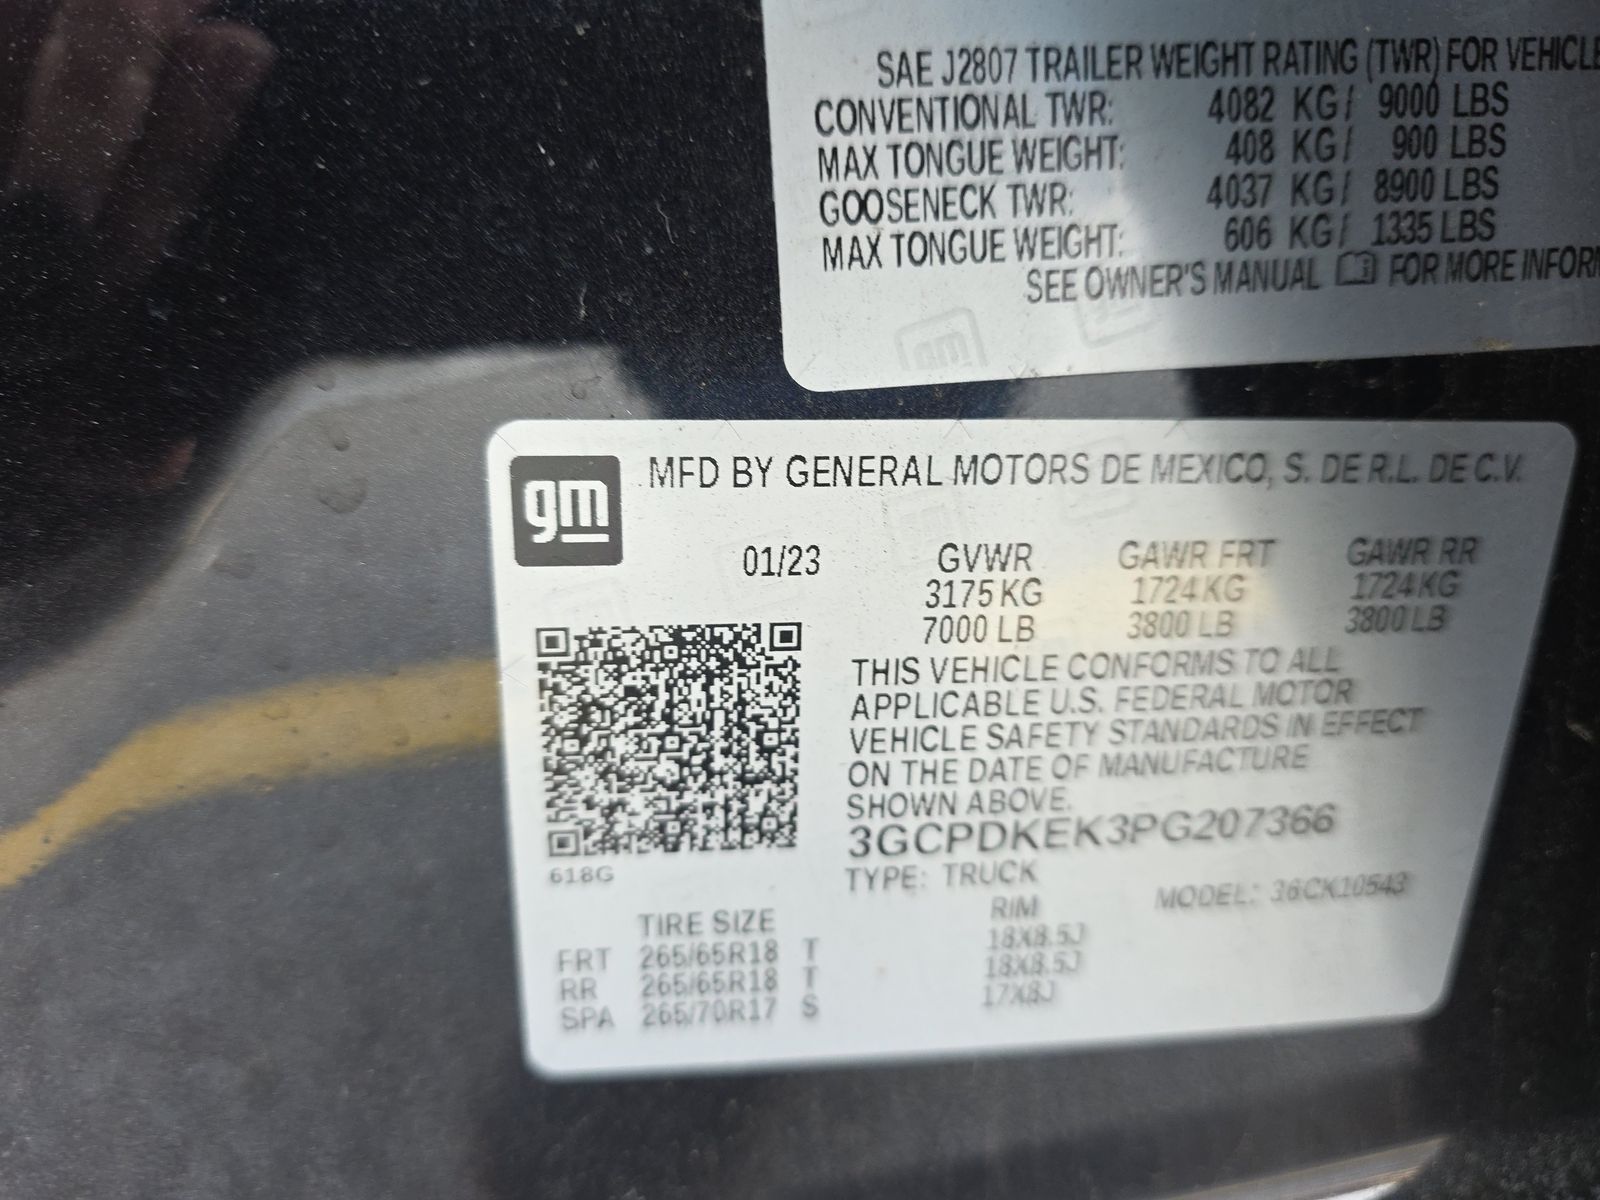 SAE J2807 TRAILER WEIGHT RATING (TWR) FOR VEHICLE
CONVENTIONAL TWR: 4082 KG/ 9000 LBS
MAX TONGUE WEIGHT: 408 KG/ 900 LBS
GOOSENECK TWR: 4037 KG/ 8900 LBS
MAX TONGUE WEIGHT: 606 KG/ 1335 LBS
SEE OWNER'S MANUAL FOR MORE INFORM
gm
MFD BY GENERAL MOTORS DE MEXICO, S. DE R.L. DE C.V.
01/23 GVWR GAWR FRT GAWR RR
3175 KG 1724 KG 1724 KG
7000 LB 3800 LB 3800 LB
THIS VEHICLE CONFORMS TO ALL
APPLICABLE U.S. FEDERAL MOTOR
VEHICLE SAFETY STANDARDS IN EFFECT
ON THE DATE OF MANUFACTURE
SHOWN ABOVE.
3GCPDKEK3PG207366
618G
TYPE: TRUCK MODEL: 36CK10543
TIRE SIZE RIM
FRT 265/65R18 T 18X8.5J
RR 265/65R18 T 18X8.5J
SPA 265/70R17 S 17X8J